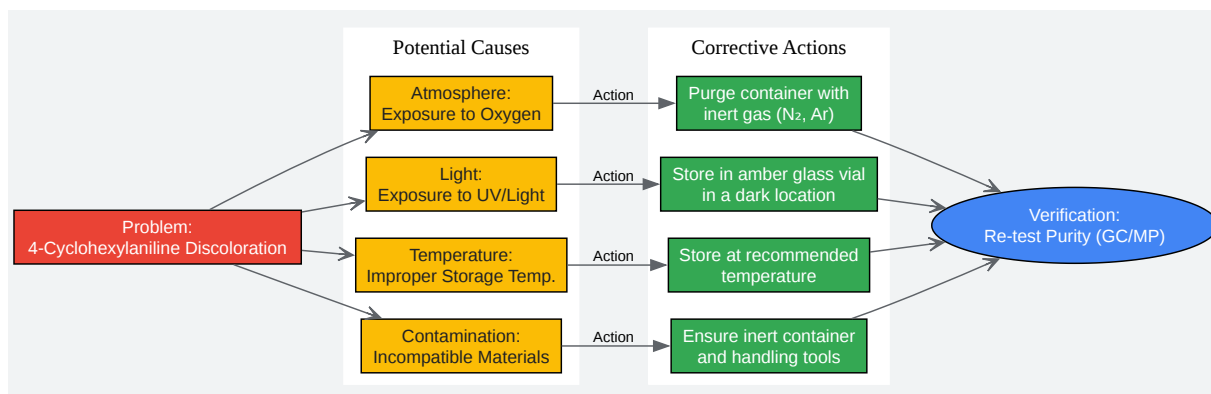 Potential Causes
Corrective Actions
Problem:
4-Cyclohexylaniline Discoloration
Atmosphere:
Exposure to Oxygen
Action
Purge container with
inert gas (N₂, Ar)
Light:
Exposure to UV/Light
Action
Store in amber glass vial
in a dark location
Temperature:
Improper Storage Temp.
Action
Store at recommended
temperature
Contamination:
Incompatible Materials
Action
Ensure inert container
and handling tools
Verification:
Re-test Purity (GC/MP)